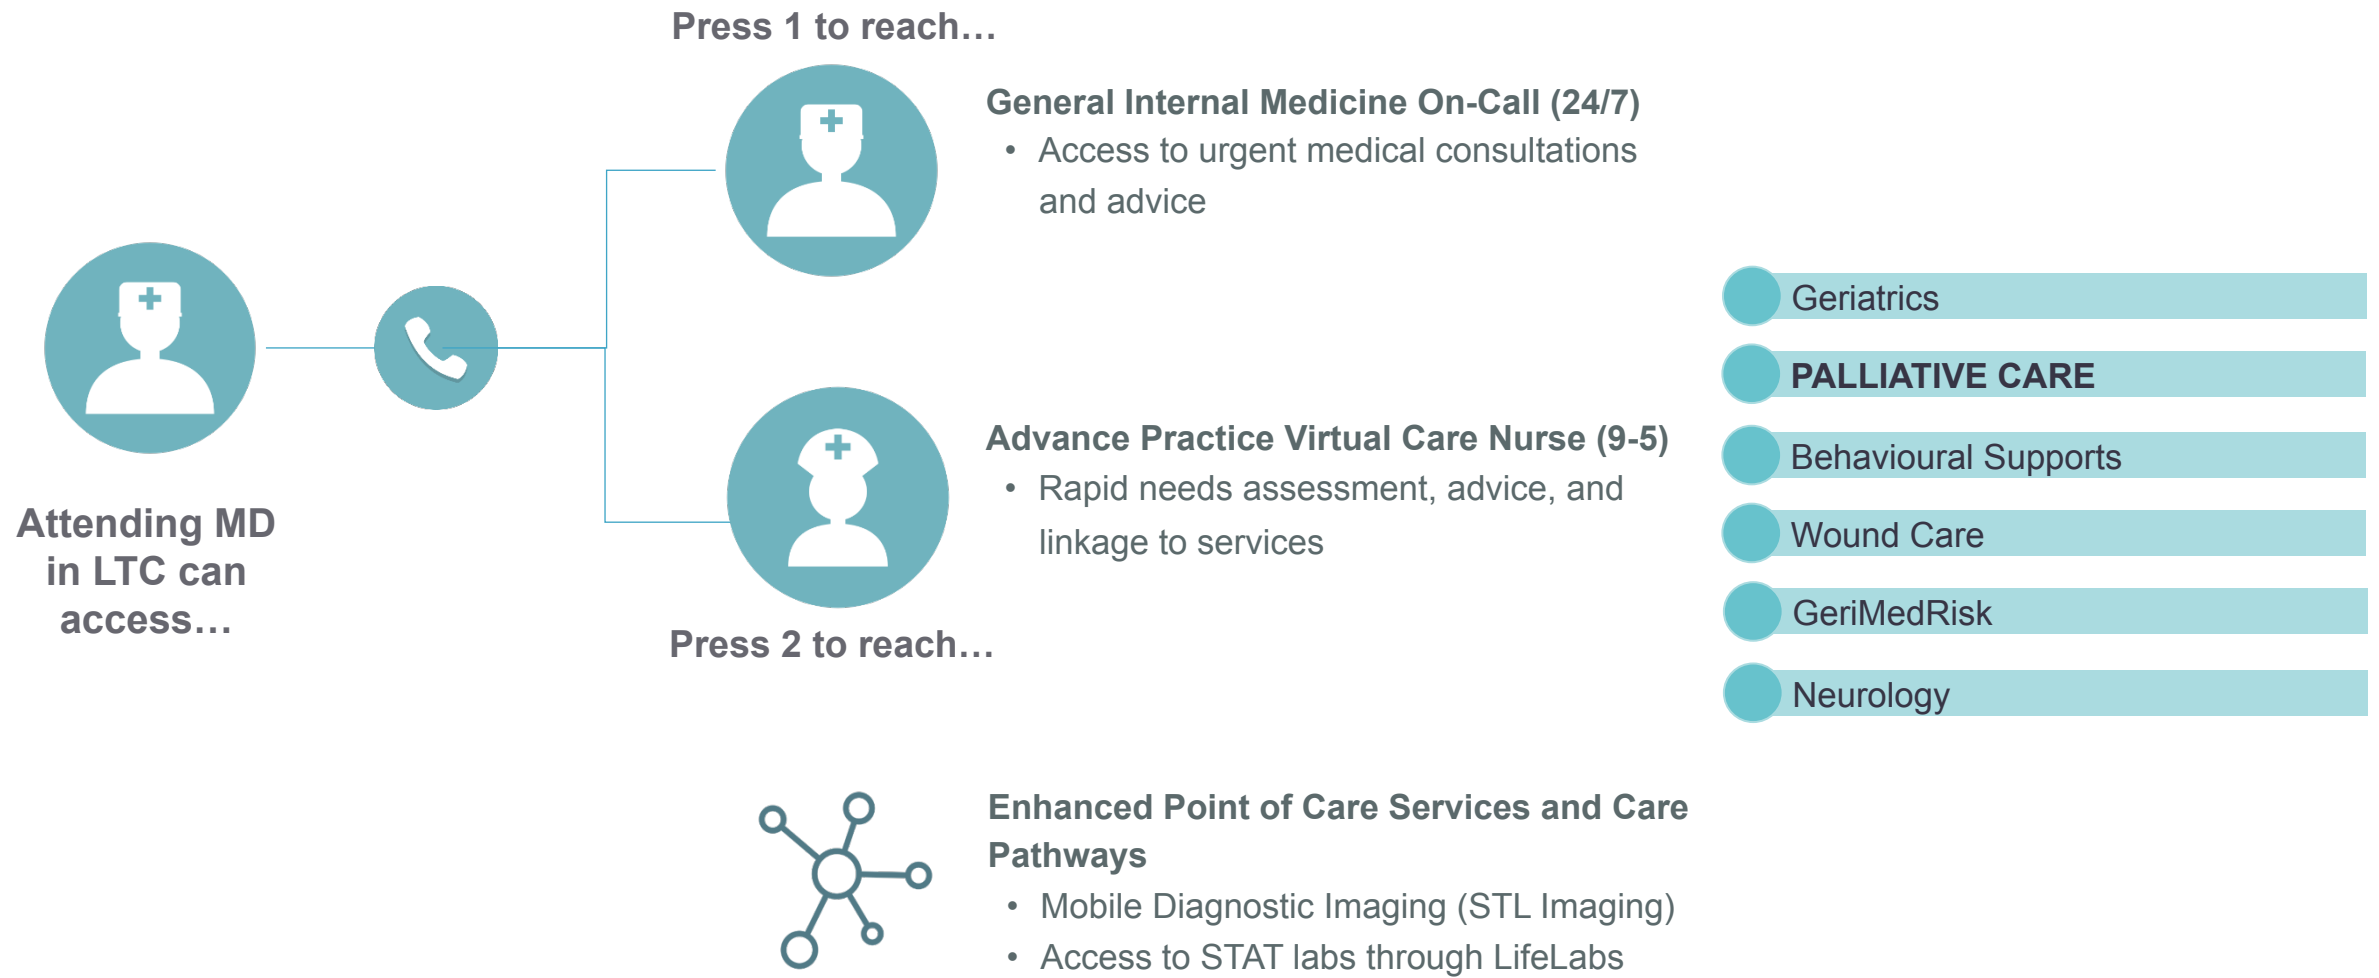 Press 1 to reach…
General Internal Medicine On-Call (24/7)
• Access to urgent medical consultations
and advice
Attending MD
in LTC can
access…
Advance Practice Virtual Care Nurse (9-5)
• Rapid needs assessment, advice, and
linkage to services
Press 2 to reach…
Geriatrics
PALLIATIVE CARE
Behavioural Supports
Wound Care
GeriMedRisk
Neurology
Enhanced Point of Care Services and Care
Pathways
• Mobile Diagnostic Imaging (STL Imaging)
• Access to STAT labs through LifeLabs